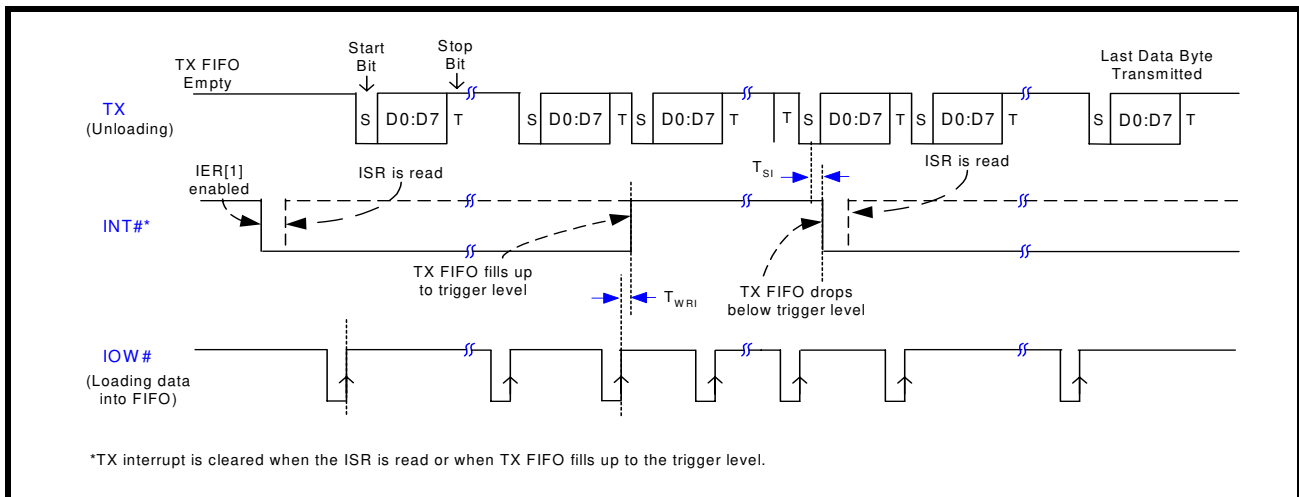 Start
Bit
Stop
Bit
TX FIFO
Empty
Last Data Byte
Transmitted
TX
(Unloading)
S D0:D7 T
S D0:D7 T S D0:D7 T
T S D0:D7 T S D0:D7 T
S D0:D7 T
IER[1]
enabled
ISR is read
TSI
ISR is read
INT#*
TX FIFO fills up
to trigger level
TWRI
TX FIFO drops
below trigger level
IOW#
(Loading data
into FIFO)
*TX interrupt is cleared when the ISR is read or when TX FIFO fills up to the trigger level.